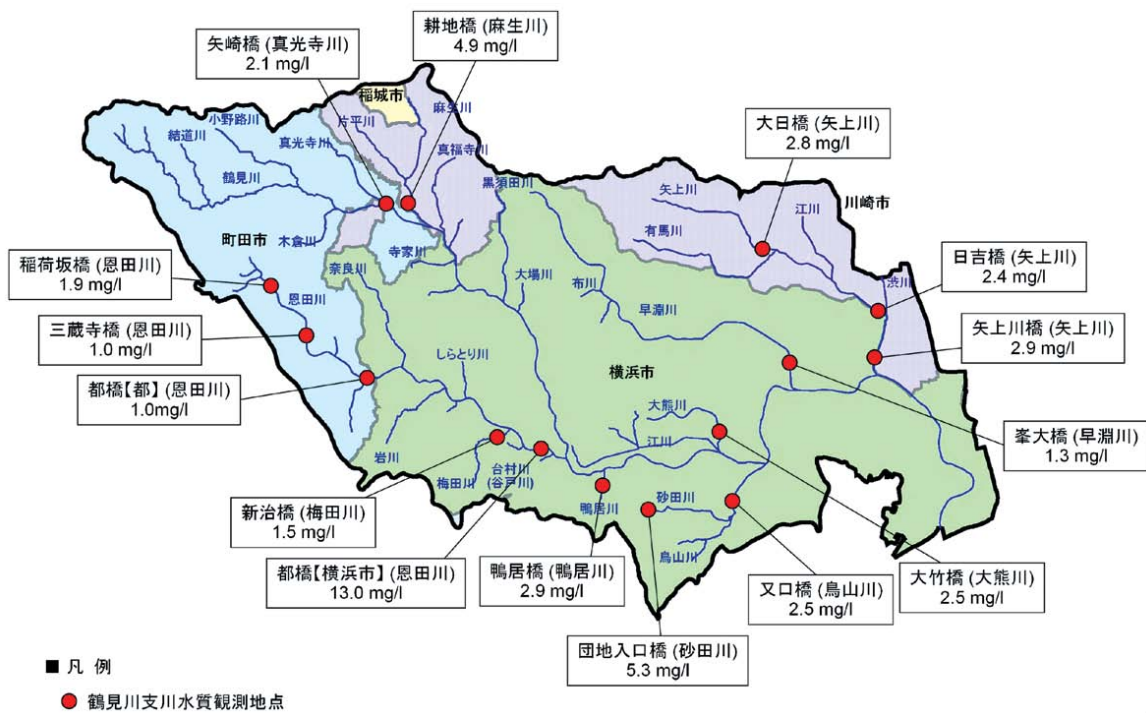 矢崎橋 (真光寺川)
2.1 mg/l
耕地橋 (麻生川)
4.9 mg/l
稲城市
麻生川
片平川
小野路川
結道川
真光寺川
真福寺川
大日橋 (矢上川)
2.8 mg/l
鶴見川
黒須田川
矢上川
江川
川崎市
有馬川
町田市
木倉川
寺家川
稲荷坂橋 (恩田川)
1.9 mg/l
奈良川
大場川
布川
日吉橋 (矢上川)
2.4 mg/l
渋川
恩田川
早淵川
三蔵寺橋 (恩田川)
1.0 mg/l
矢上川橋 (矢上川)
2.9 mg/l
しらとり川
横浜市
都橋【都】 (恩田川)
1.0mg/l
大熊川
江川
峯大橋 (早淵川)
1.3 mg/l
岩川
梅田川
台村川
(谷戸川)
鴨居川
砂田川
鳥山川
新治橋 (梅田川)
1.5 mg/l
都橋【横浜市】 (恩田川)
13.0 mg/l
鴨居橋 (鴨居川)
2.9 mg/l
又口橋 (鳥山川)
2.5 mg/l
大竹橋 (大熊川)
2.5 mg/l
団地入口橋 (砂田川)
5.3 mg/l
■ 凡 例
鶴見川支川水質観測地点